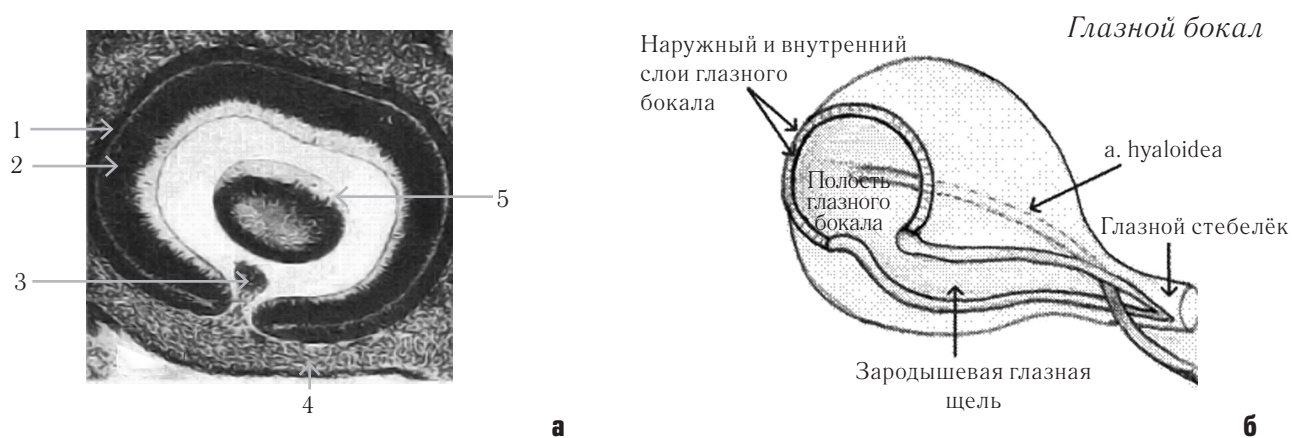 1
2
3
4
5
а
Глазной бокал
Наружный и внутренний
слои глазного
бокала
a. hyaloidea
Полость
глазного
бокала
Глазной стебелёк
Зародышевая глазная
щель
б